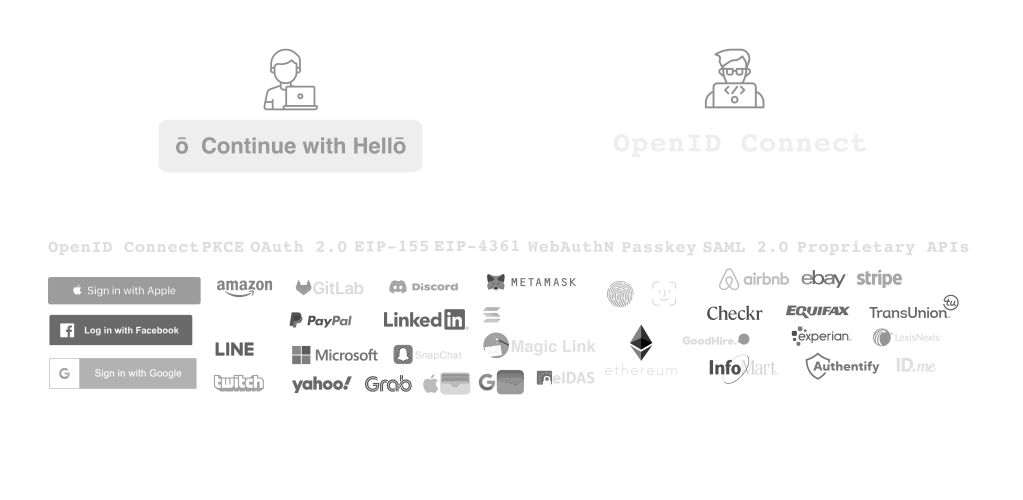 ō Continue with Hellō
OpenID Connect
OpenID Connect PKCE OAuth 2.0 EIP-155 EIP-4361 WebAuthN Passkey SAML 2.0 Proprietary APIs
Sign in with Apple
amazon
GitLab
Discord
METAMASK
airbnb
ebay
stripe
Log in with Facebook
PayPal
LinkedIn
Checkr
EQUIFAX
TransUnion
tu
LINE
Microsoft
SnapChat
Magic Link
GoodHire.
experian.
LexisNexis
G Sign in with Google
twitch
yahoo!
Grab
G
eIDAS
ethereum
InfoMart
Authentify
ID.me